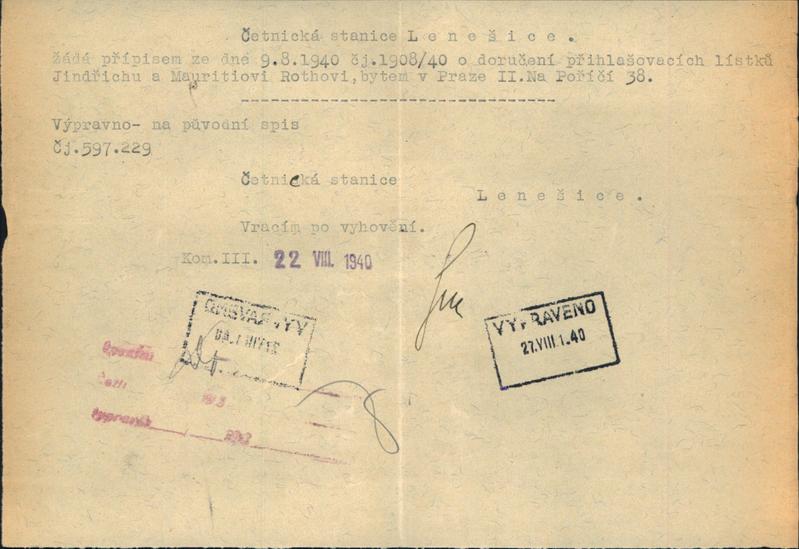 Četnická stanice L e n e š i c e .
žádá přípisem ze dne 9.8.1940 čj.1908/40 o doručení přihlašovacích lístků
Jindřichu a Mauritiovi Rothovi,bytem v Praze II.Na Poříčí 38.
Výpravno- na původní spis
čj.597.229
Četnická stanice
L e n e š i c e .
Vracím po vyhovění.
Kom.III. 22 VIII. 1940
VYPRAVENO
27.VIII.40